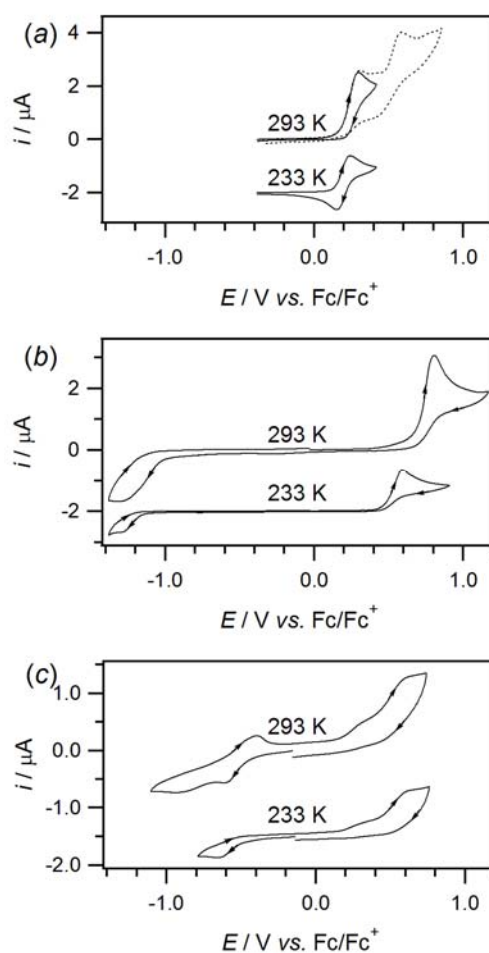 (a)
4
2
0
-2
i / μA
293 K
233 K
-1.0 0.0 1.0
E / V vs. Fc/Fc+
(b)
2
0
-2
i / μA
293 K
233 K
-1.0 0.0 1.0
E / V vs. Fc/Fc+
(c)
1.0
0.0
-1.0
-2.0
i / μA
293 K
233 K
-1.0 0.0 1.0
E / V vs. Fc/Fc+